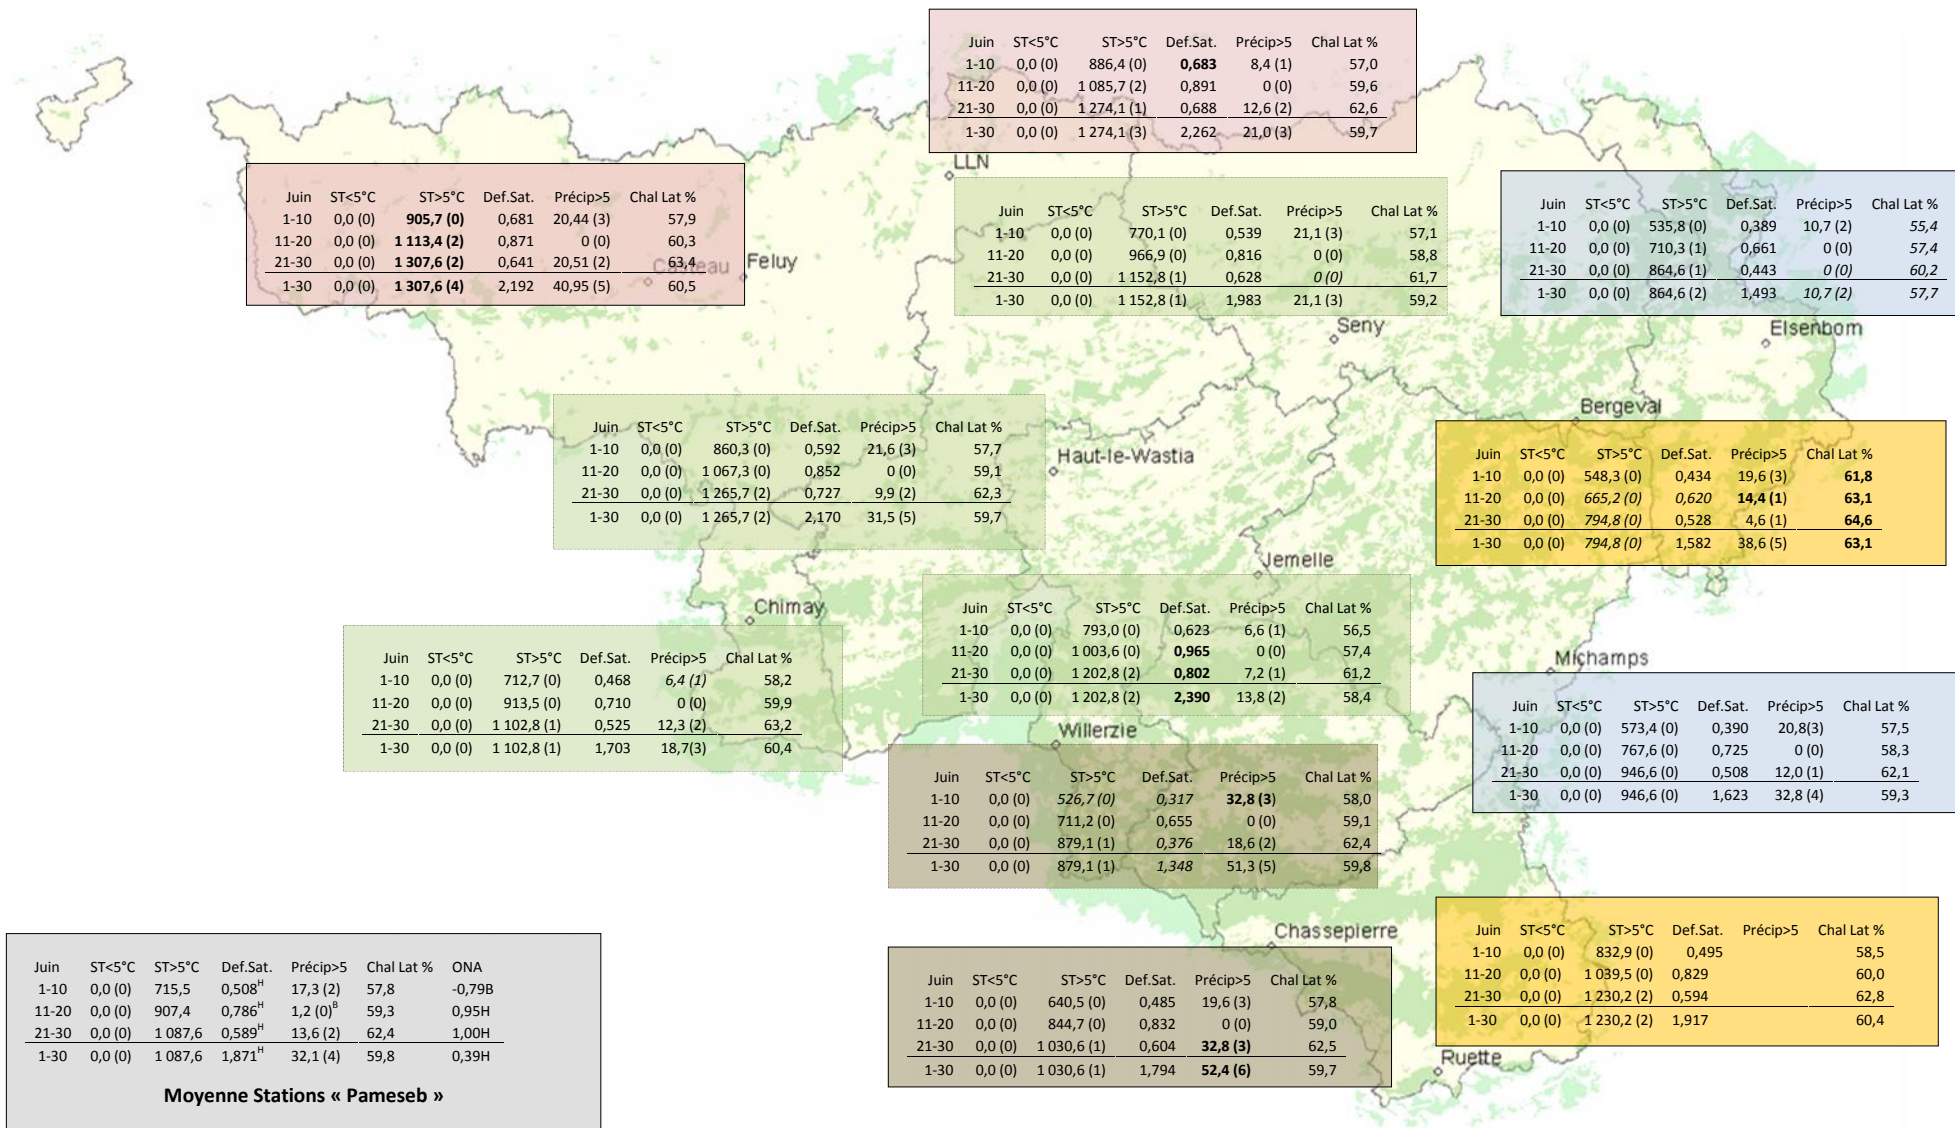 Juin ST<5°C ST>5°C Def.Sat. Précip>5 Chal Lat %
1-10 0,0 (0) 886,4 (0) 0,683 8,4 (1) 57,0
11-20 0,0 (0) 1 085,7 (2) 0,891 0 (0) 59,6
21-30 0,0 (0) 1 274,1 (1) 0,688 12,6 (2) 62,6
1-30 0,0 (0) 1 274,1 (3) 2,262 21,0 (3) 59,7
LLN
Juin ST<5°C ST>5°C Def.Sat. Précip>5 Chal Lat %
1-10 0,0 (0) 905,7 (0) 0,681 20,44 (3) 57,9
11-20 0,0 (0) 1 113,4 (2) 0,871 0 (0) 60,3
21-30 0,0 (0) 1 307,6 (2) 0,641 20,51 (2) 63,4
1-30 0,0 (0) 1 307,6 (4) 2,192 40,95 (5) 60,5
Casteau
Feluy
Juin ST<5°C ST>5°C Def.Sat. Précip>5 Chal Lat %
1-10 0,0 (0) 770,1 (0) 0,539 21,1 (3) 57,1
11-20 0,0 (0) 966,9 (0) 0,816 0 (0) 58,8
21-30 0,0 (0) 1 152,8 (1) 0,628 0 (0) 61,7
1-30 0,0 (0) 1 152,8 (1) 1,983 21,1 (3) 59,2
Seny
Juin ST<5°C ST>5°C Def.Sat. Précip>5 Chal Lat %
1-10 0,0 (0) 535,8 (0) 0,389 10,7 (2) 55,4
11-20 0,0 (0) 710,3 (1) 0,661 0 (0) 57,4
21-30 0,0 (0) 864,6 (1) 0,443 0 (0) 60,2
1-30 0,0 (0) 864,6 (2) 1,493 10,7 (2) 57,7
Elsenborn
Juin ST<5°C ST>5°C Def.Sat. Précip>5 Chal Lat %
1-10 0,0 (0) 860,3 (0) 0,592 21,6 (3) 57,7
11-20 0,0 (0) 1 067,3 (0) 0,852 0 (0) 59,1
21-30 0,0 (0) 1 265,7 (2) 0,727 9,9 (2) 62,3
1-30 0,0 (0) 1 265,7 (2) 2,170 31,5 (5) 59,7
Haut-le-Wastia
Bergeval
Juin ST<5°C ST>5°C Def.Sat. Précip>5 Chal Lat %
1-10 0,0 (0) 548,3 (0) 0,434 19,6 (3) 61,8
11-20 0,0 (0) 665,2 (0) 0,620 14,4 (1) 63,1
21-30 0,0 (0) 794,8 (0) 0,528 4,6 (1) 64,6
1-30 0,0 (0) 794,8 (0) 1,582 38,6 (5) 63,1
Jemelle
Juin ST<5°C ST>5°C Def.Sat. Précip>5 Chal Lat %
1-10 0,0 (0) 793,0 (0) 0,623 6,6 (1) 56,5
11-20 0,0 (0) 1 003,6 (0) 0,965 0 (0) 57,4
21-30 0,0 (0) 1 202,8 (2) 0,802 7,2 (1) 61,2
1-30 0,0 (0) 1 202,8 (2) 2,390 13,8 (2) 58,4
Chimay
Juin ST<5°C ST>5°C Def.Sat. Précip>5 Chal Lat %
1-10 0,0 (0) 712,7 (0) 0,468 6,4 (1) 58,2
11-20 0,0 (0) 913,5 (0) 0,710 0 (0) 59,9
21-30 0,0 (0) 1 102,8 (1) 0,525 12,3 (2) 63,2
1-30 0,0 (0) 1 102,8 (1) 1,703 18,7(3) 60,4
Michamps
Juin ST<5°C ST>5°C Def.Sat. Précip>5 Chal Lat %
1-10 0,0 (0) 573,4 (0) 0,390 20,8(3) 57,5
11-20 0,0 (0) 767,6 (0) 0,725 0 (0) 58,3
21-30 0,0 (0) 946,6 (0) 0,508 12,0 (1) 62,1
1-30 0,0 (0) 946,6 (0) 1,623 32,8 (4) 59,3
Willerzie
Juin ST<5°C ST>5°C Def.Sat. Précip>5 Chal Lat %
1-10 0,0 (0) 526,7 (0) 0,317 32,8 (3) 58,0
11-20 0,0 (0) 711,2 (0) 0,655 0 (0) 59,1
21-30 0,0 (0) 879,1 (1) 0,376 18,6 (2) 62,4
1-30 0,0 (0) 879,1 (1) 1,348 51,3 (5) 59,8
Chassepierre
Juin ST<5°C ST>5°C Def.Sat. Précip>5 Chal Lat %
1-10 0,0 (0) 640,5 (0) 0,485 19,6 (3) 57,8
11-20 0,0 (0) 844,7 (0) 0,832 0 (0) 59,0
21-30 0,0 (0) 1 030,6 (1) 0,604 32,8 (3) 62,5
1-30 0,0 (0) 1 030,6 (1) 1,794 52,4 (6) 59,7
Juin ST<5°C ST>5°C Def.Sat. Précip>5 Chal Lat %
1-10 0,0 (0) 832,9 (0) 0,495 58,5
11-20 0,0 (0) 1 039,5 (0) 0,829 60,0
21-30 0,0 (0) 1 230,2 (2) 0,594 62,8
1-30 0,0 (0) 1 230,2 (2) 1,917 60,4
Ruette
Juin ST<5°C ST>5°C Def.Sat. Précip>5 Chal Lat % ONA
1-10 0,0 (0) 715,5 0,508H 17,3 (2) 57,8 -0,79B
11-20 0,0 (0) 907,4 0,786H 1,2 (0)B 59,3 0,95H
21-30 0,0 (0) 1 087,6 0,589H 13,6 (2) 62,4 1,00H
1-30 0,0 (0) 1 087,6 1,871H 32,1 (4) 59,8 0,39H
Moyenne Stations « Pameseb »